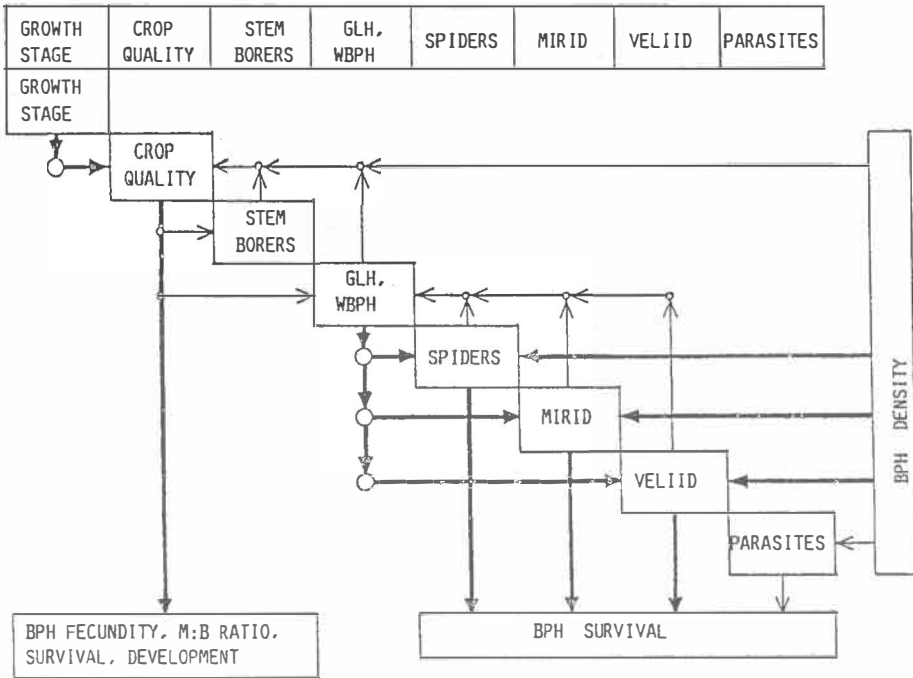 GROWTH STAGE
CROP QUALITY
STEM BORERS
GLH, WBPH
SPIDERS
MIRID
VELIID
PARASITES
GROWTH
STAGE
CROP
QUALITY
STEM
BORERS
GLH,
WBPH
SPIDERS
MIRID
VELIID
PARASITES
BPH DENSITY
BPH FECUNDITY, M:B RATIO,
SURVIVAL, DEVELOPMENT
BPH SURVIVAL